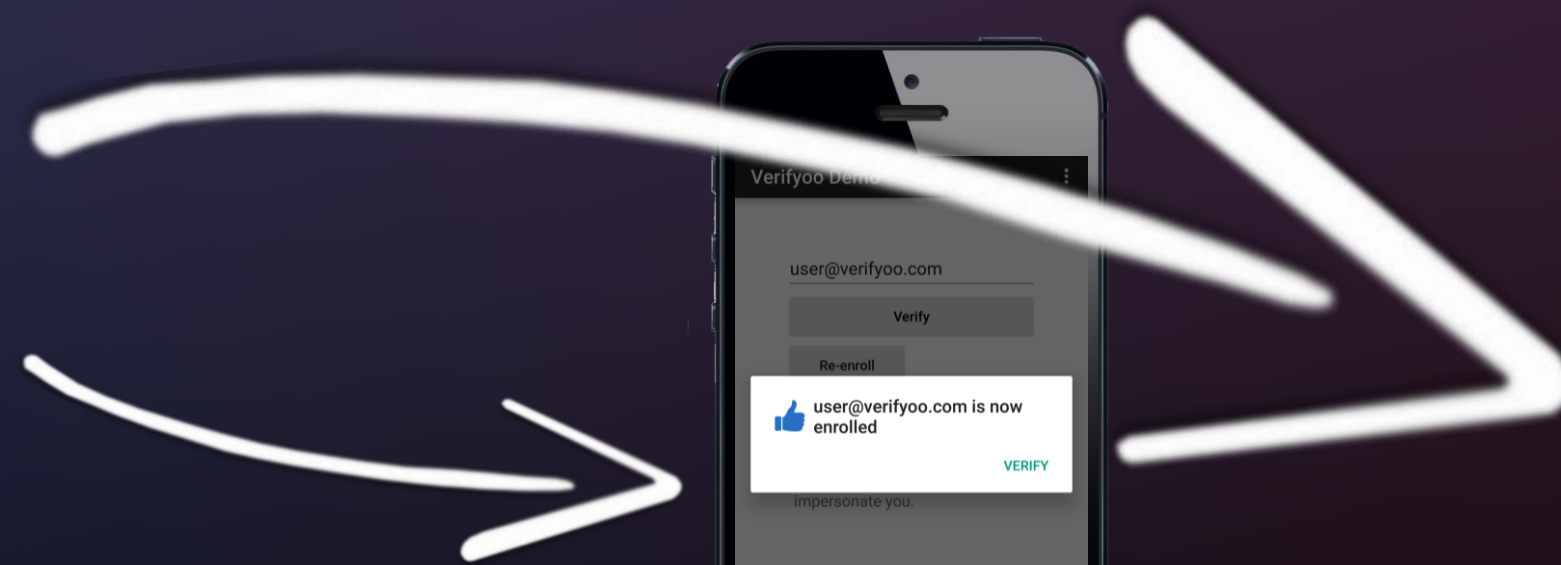 Verifyoo Demo
user@verifyoo.com
Verify
Re-enroll
user@verifyoo.com is now
enrolled
VERIFY
impersonate you.